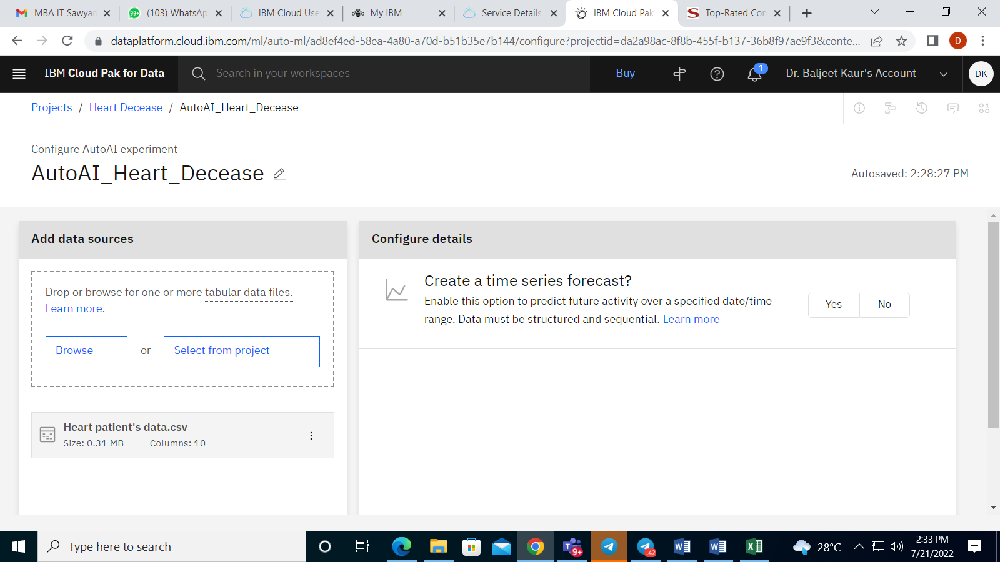 MBA IT Sawyar
99+
(103) WhatsAp
IBM Cloud Use
My IBM
Service Details
IBM Cloud Pak
S
Top-Rated Con
dataplatform.cloud.ibm.com/ml/auto-ml/ad8ef4ed-58ea-4a80-a70d-b51b35e7b144/configure?projectid=da2a98ac-8f8b-455f-b137-36b8f97ae9f3&conte...
D
IBM Cloud Pak for Data
Search in your workspaces
Buy
1
Dr. Baljeet Kaur's Account
DK
Projects / Heart Decease / AutoAI_Heart_Decease
Configure AutoAI experiment
AutoAI_Heart_Decease
Autosaved: 2:28:27 PM
Add data sources
Drop or browse for one or more tabular data files.
Learn more.
Browse or Select from project
Heart patient's data.csv
Size: 0.31 MB Columns: 10
Configure details
Create a time series forecast?
Enable this option to predict future activity over a specified date/time
range. Data must be structured and sequential. Learn more
Yes No
Type here to search
9+
.42
28°C
2:33 PM
7/21/2022